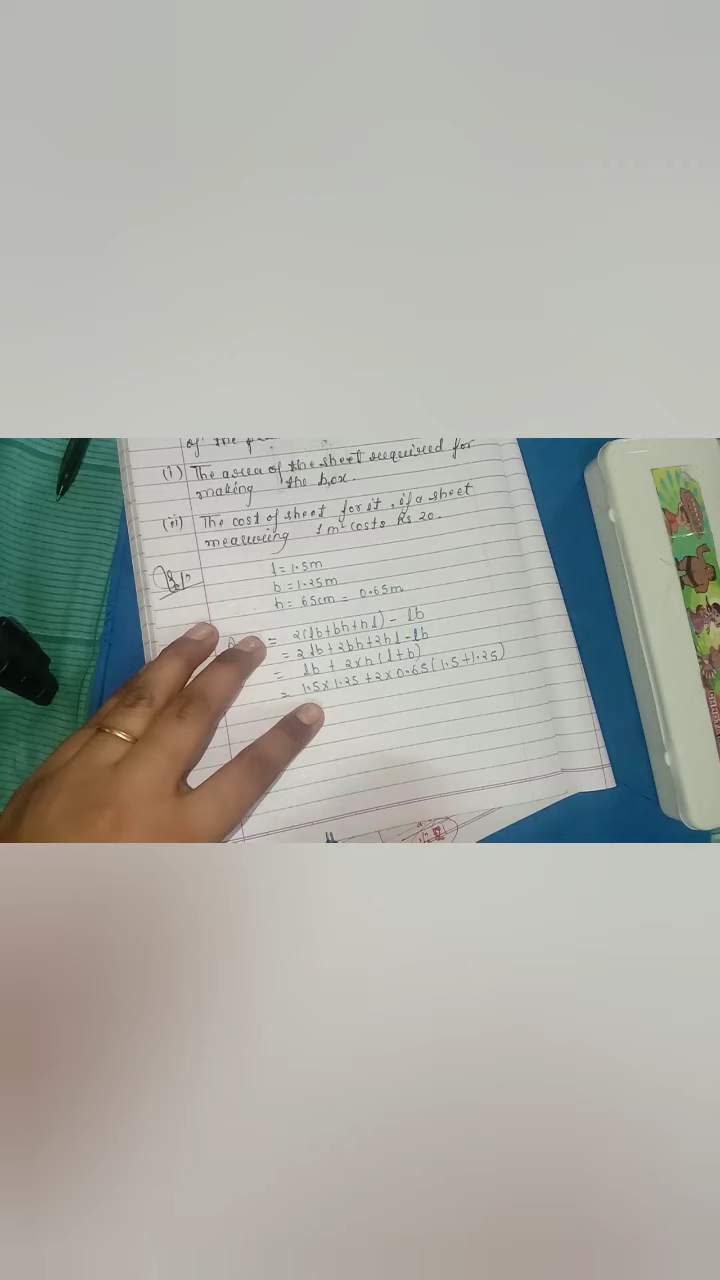 of the
(i) The area of the sheet required for
making the box.
(ii) The cost of sheet for it, if a sheet
measuring 1m² costs Rs 20.
Sol:
l = 1.5m
b = 1.25m
h = 65cm = 0.65m
= 2(lb+bh+hl) - lb
= 2lb+2bh+2hl-lb
= lb + 2xh(l+b)
= 1.5x1.25+2x0.65(1.5+1.25)